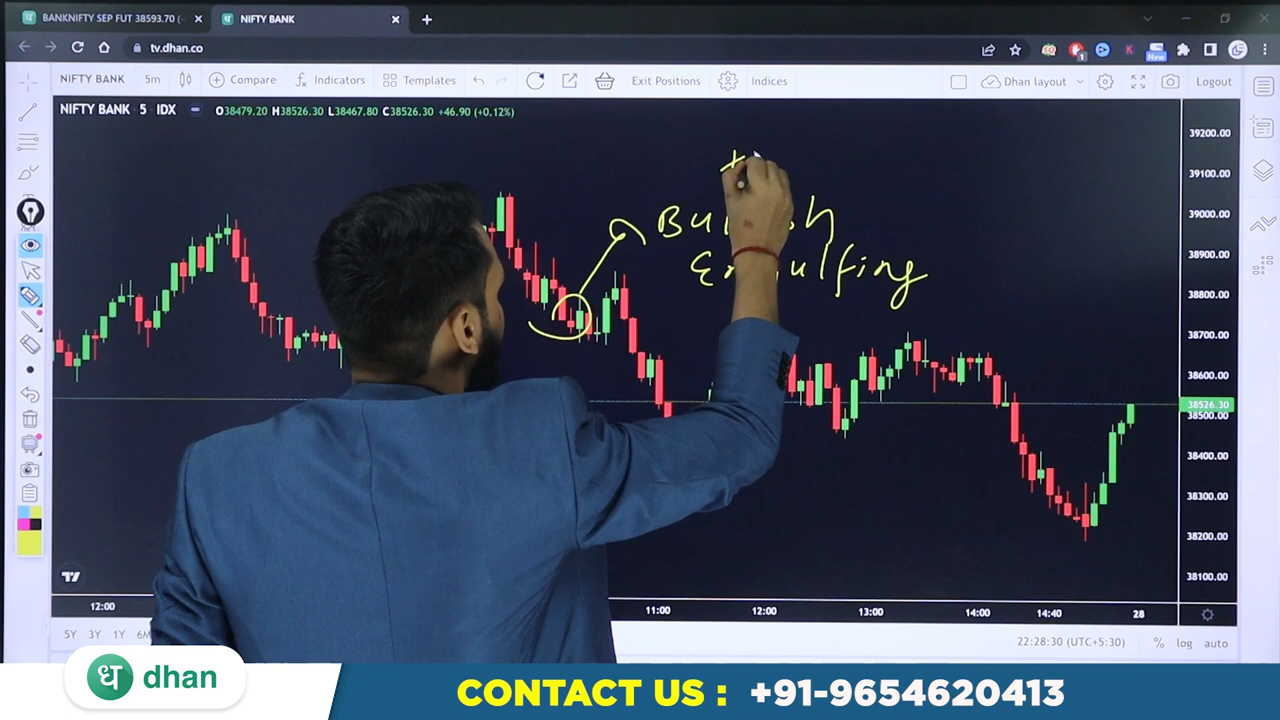 BANKNIFTY SEP FUT 38593.70 (
NIFTY BANK
tv.dhan.co
New
1
NIFTY BANK 5m Compare Indicators Templates Exit Positions Indices Dhan layout Logout
NIFTY BANK 5 IDX O38479.20 H38526.30 L38467.80 C38526.30 +46.90 (+0.12%)
39200.00
39100.00
39000.00
38900.00
38800.00
38700.00
38600.00
38526.30
38500.00
38400.00
38300.00
38200.00
38100.00
12:00 11:00 12:00 13:00 14:00 14:40 28
5Y 3Y 1Y 6M 22:28:30 (UTC+5:30) % log auto
ध dhan
CONTACT US : +91-9654620413